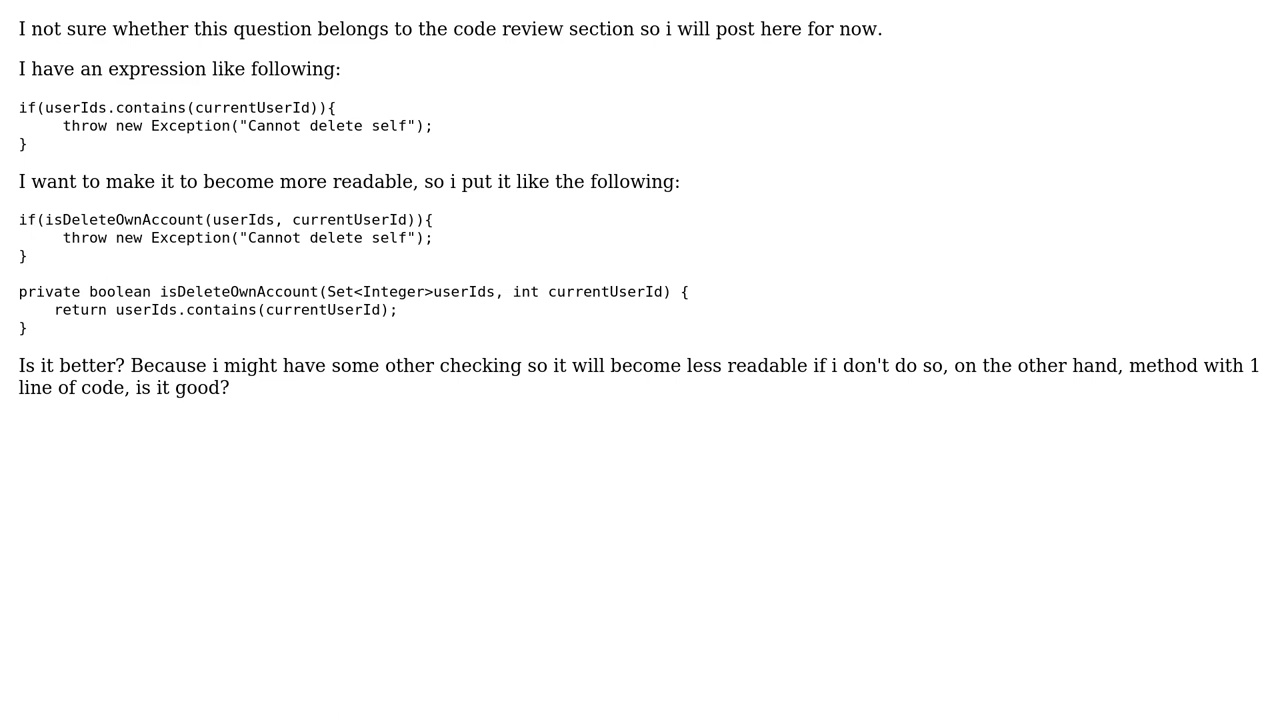 I not sure whether this question belongs to the code review section so i will post here for now.
I have an expression like following:
if(userIds.contains(currentUserId)){
     throw new Exception("Cannot delete self");
}
I want to make it to become more readable, so i put it like the following:
if(isDeleteOwnAccount(userIds, currentUserId)){
     throw new Exception("Cannot delete self");
}
private boolean isDeleteOwnAccount(Set<Integer>userIds, int currentUserId) {
    return userIds.contains(currentUserId);
}
Is it better? Because i might have some other checking so it will become less readable if i don't do so, on the other hand, method with 1
line of code, is it good?